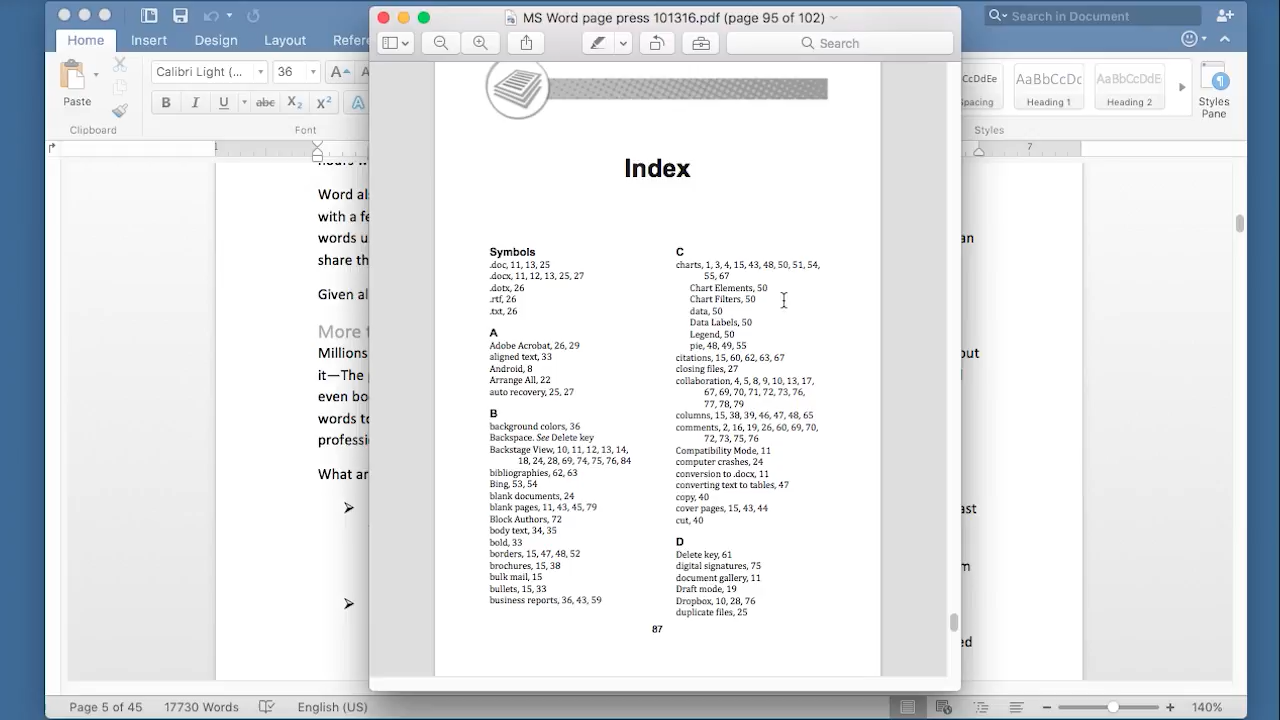 MS Word page press 101316.pdf (page 95 of 102)
Search in Document
Home Insert Design Layout
Search
Calibri Light (... 36 A
Paste
B I U abc X2 X2 A
Spacing Heading 1 Heading 2
Styles Pane
Clipboard Font Styles
1 7
Word
with a
words u an
share th
Given al
More t
Millions out
it—The
even bo
words to
What ar
ast
m
ed
Index
Symbols
.doc, 11, 13, 25
.docx, 11, 12, 13, 25, 27
.dotx, 26
.rtf, 26
.txt, 26
A
Adobe Acrobat, 26, 29
aligned text, 33
Android, 8
Arrange All, 22
auto recovery, 25, 27
B
background colors, 36
Backspace. See Delete key
Backstage View, 10, 11, 12, 13, 14,
18, 24, 28, 69, 74, 75, 76, 84
bibliographies, 62, 63
Bing, 53, 54
blank documents, 24
blank pages, 11, 43, 45, 79
Block Authors, 72
body text, 34, 35
bold, 33
borders, 15, 47, 48, 52
brochures, 15, 38
bulk mail, 15
bullets, 15, 33
business reports, 36, 43, 59
C
charts, 1, 3, 4, 15, 43, 48, 50, 51, 54,
55, 67
Chart Elements, 50
Chart Filters, 50
data, 50
Data Labels, 50
Legend, 50
pie, 48, 49, 55
citations, 15, 60, 62, 63, 67
closing files, 27
collaboration, 4, 5, 8, 9, 10, 13, 17,
67, 69, 70, 71, 72, 73, 76,
77, 78, 79
columns, 15, 38, 39, 46, 47, 48, 65
comments, 2, 16, 19, 26, 60, 69, 70,
72, 73, 75, 76
Compatibility Mode, 11
computer crashes, 24
conversion to .docx, 11
converting text to tables, 47
copy, 40
cover pages, 15, 43, 44
cut, 40
D
Delete key, 61
digital signatures, 75
document gallery, 11
Draft mode, 19
Dropbox, 10, 28, 76
duplicate files, 25
87
Page 5 of 45 17730 Words English (US) 140%